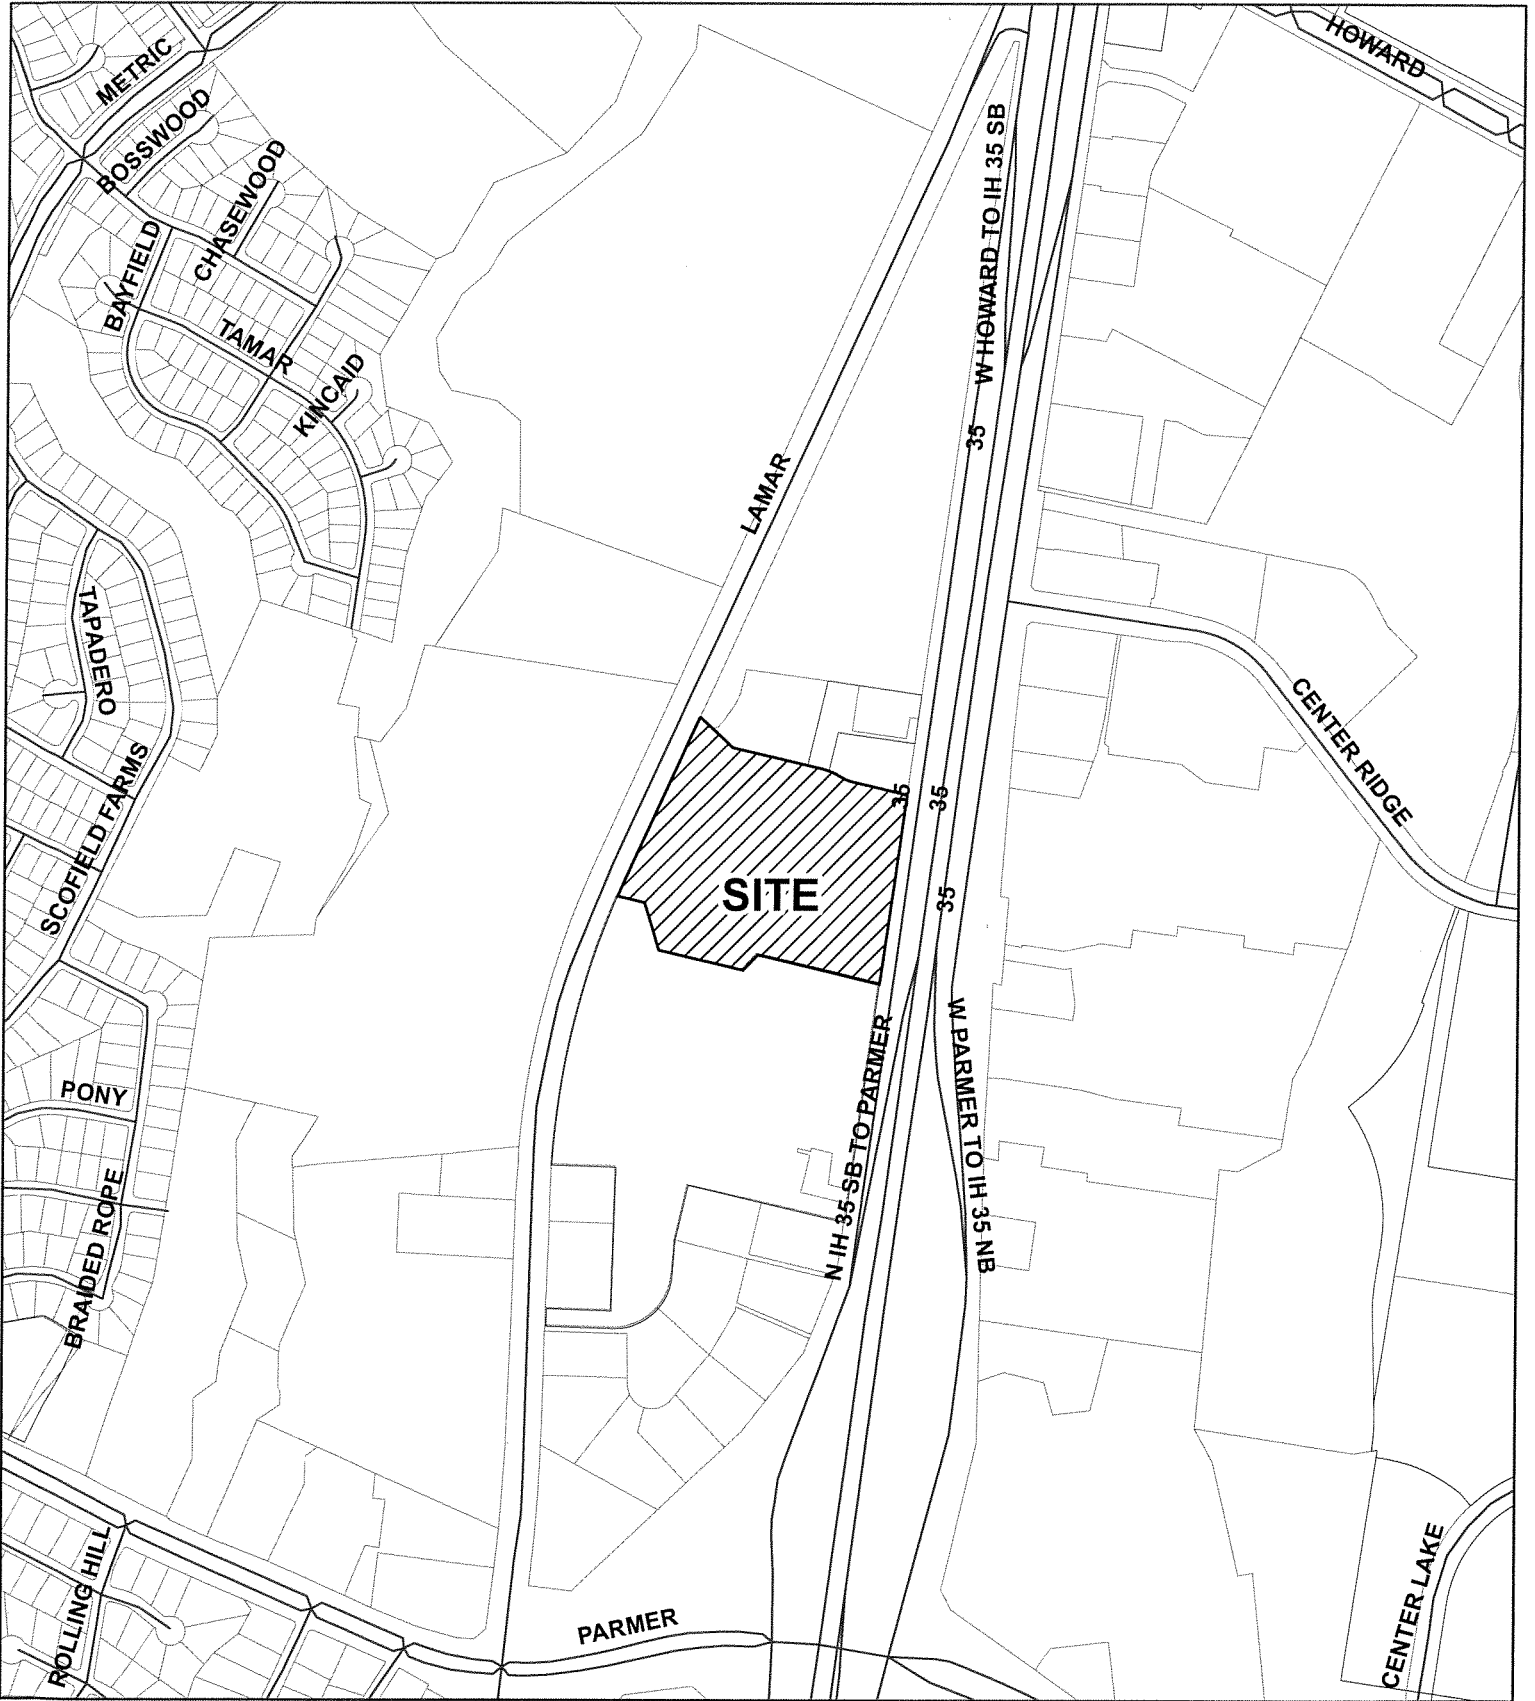 HOWARD
METRIC
BOSSWOOD
CHASEWOOD
W HOWARD TO IH 35 SB
BAYFIELD
TAMAR
KINCAID
35
LAMAR
TAPADERO
CENTER RIDGE
SCOFIELD FARMS
35
35
SITE
35
N IH 35 SB TO PARMER
W PARMER TO IH 35 NB
PONY
BRAIDED ROPE
ROLLING HILL
PARMER
CENTER LAKE